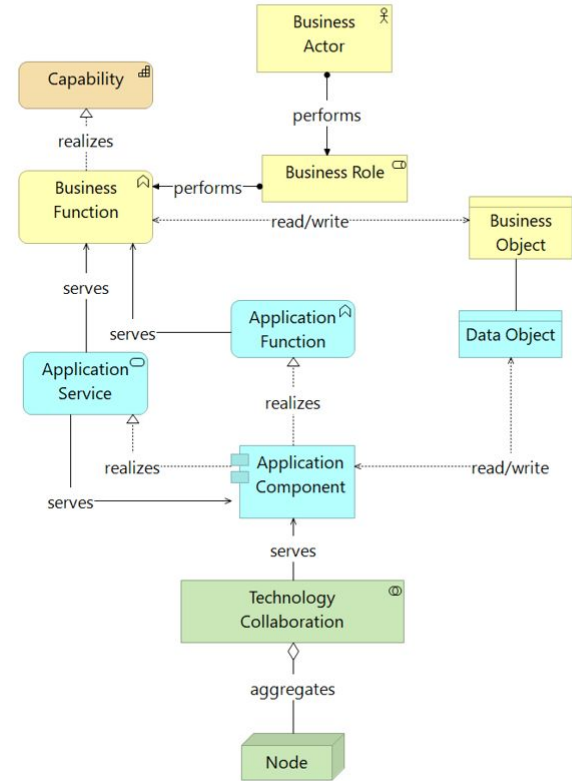 Business
Actor
Capability
performs
realizes
Business Role
Business
Function
performs
read/write
Business
Object
serves
serves
Application
Function
Data Object
Application
Service
realizes
realizes
Application
Component
read/write
serves
serves
Technology
Collaboration
aggregates
Node